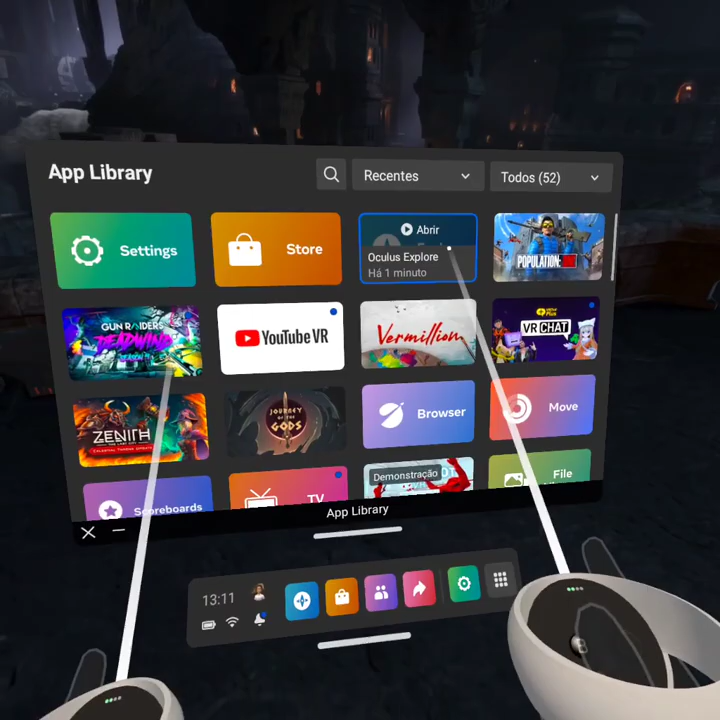 App Library
Recentes
Todos (52)
Settings
Store
Abrir
Oculus Explore
Há 1 minuto
POPULATION:
GUN RAIDERS
DEADWIND
YouTube VR
Vermillion
VR CHAT
ZENITH
JOURNEY
OF THE
GODS
Browser
Move
Scoreboards
TV
Demonstração
File
App Library
13:11